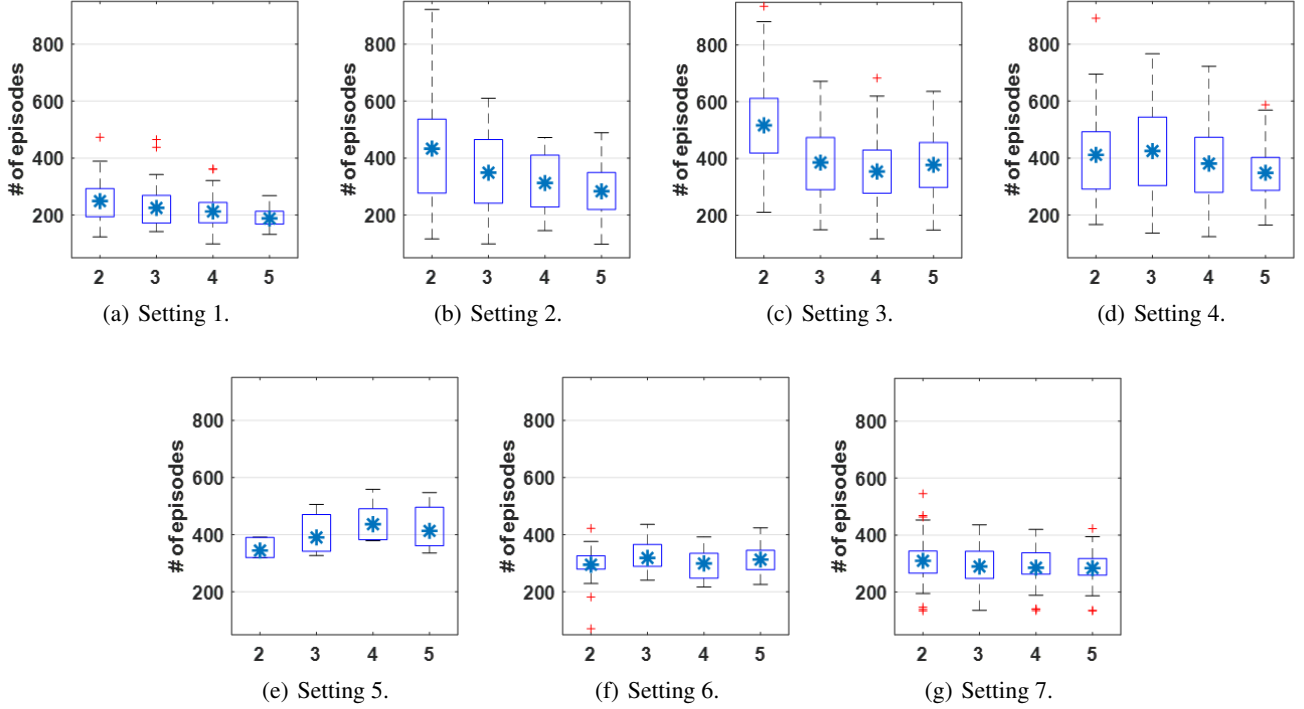 # of episodes
800
600
400
200
2 3 4 5
(a) Setting 1.
# of episodes
800
600
400
200
2 3 4 5
(b) Setting 2.
# of episodes
800
600
400
200
2 3 4 5
(c) Setting 3.
# of episodes
800
600
400
200
2 3 4 5
(d) Setting 4.
# of episodes
800
600
400
200
2 3 4 5
(e) Setting 5.
# of episodes
800
600
400
200
2 3 4 5
(f) Setting 6.
# of episodes
800
600
400
200
2 3 4 5
(g) Setting 7.